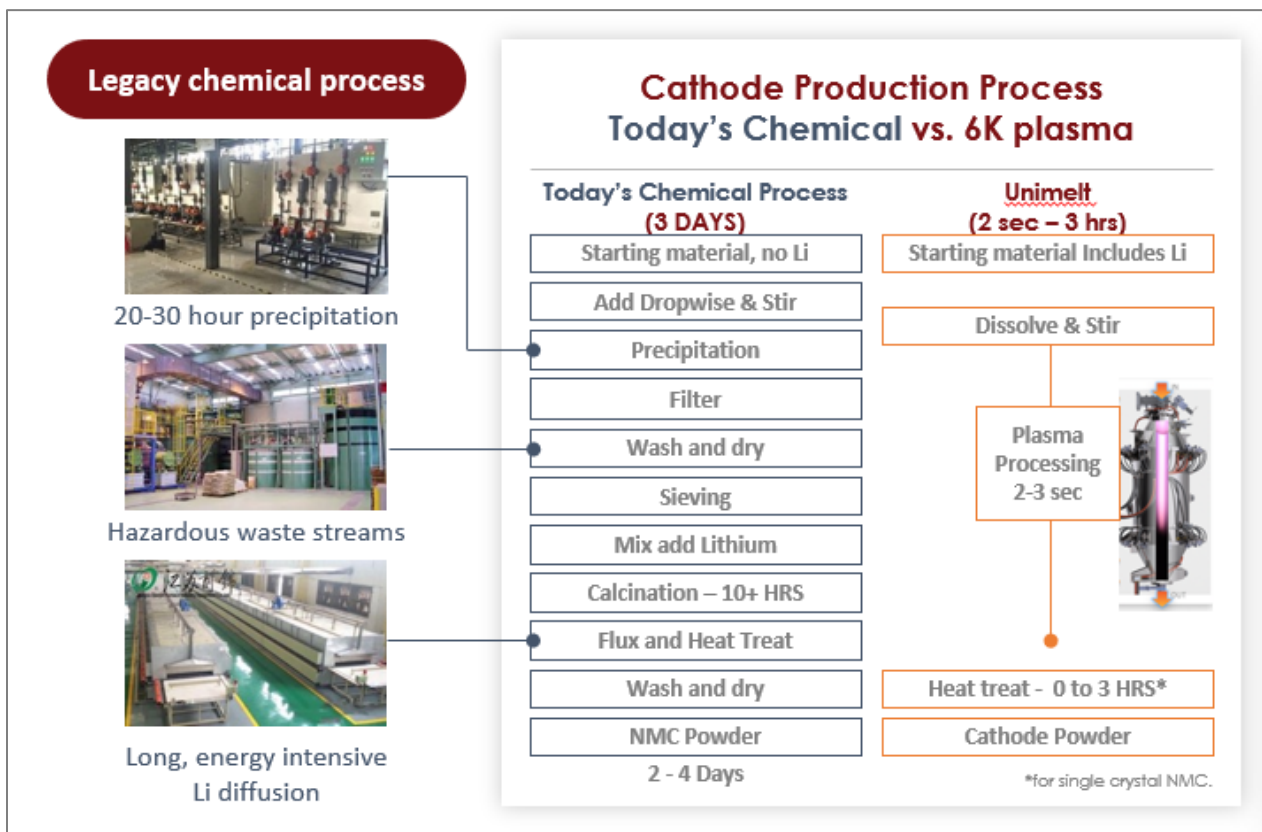 Legacy chemical process
20-30 hour precipitation
Hazardous waste streams
Long, energy intensive
Li diffusion
Cathode Production Process
Today's Chemical vs. 6K plasma
Today's Chemical Process
(3 DAYS)
Starting material, no Li
Add Dropwise & Stir
Precipitation
Filter
Wash and dry
Sieving
Mix add Lithium
Calcination – 10+ HRS
Flux and Heat Treat
Wash and dry
NMC Powder
2 - 4 Days
Unimelt
(2 sec – 3 hrs)
Starting material Includes Li
Dissolve & Stir
Plasma
Processing
2-3 sec
OUT
Heat treat - 0 to 3 HRS*
Cathode Powder
*for single crystal NMC.